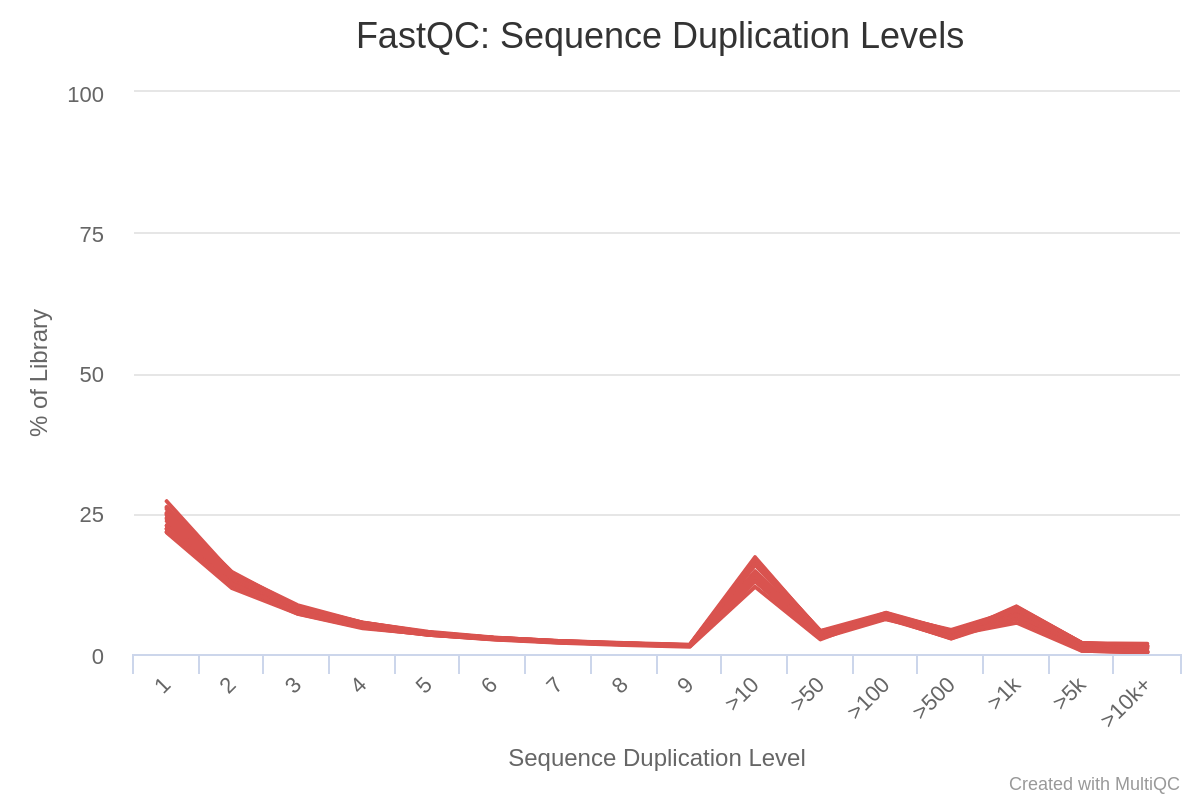 FastQC: Sequence Duplication Levels
100
75
50
25
0
% of Library
1
2
3
4
5
6
7
8
9
>10
>50
>100
>500
>1k
>5k
>10k+
Sequence Duplication Level
Created with MultiQC